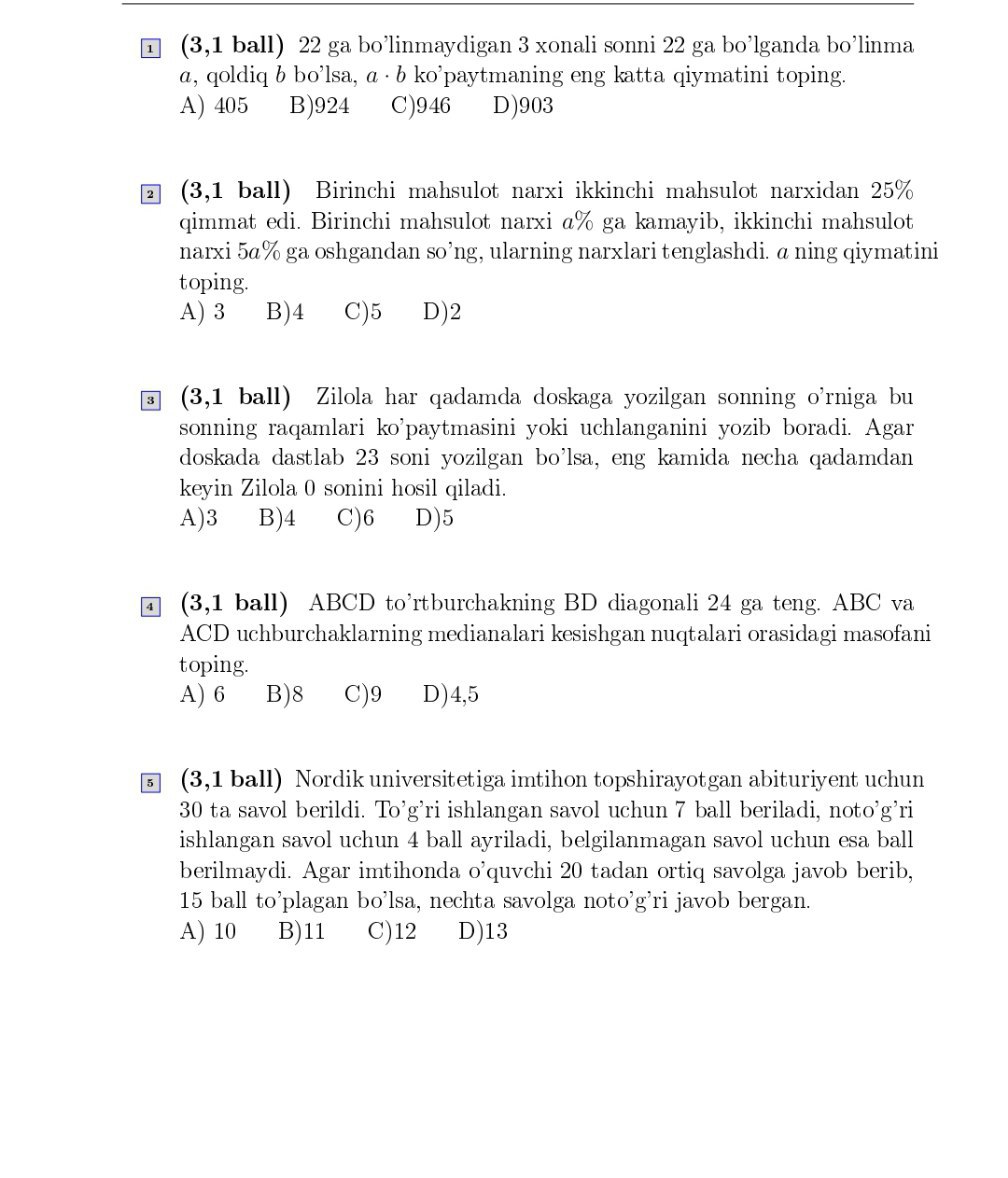 1 (3,1 ball) 22 ga bo'linmaydigan 3 xonali sonni 22 ga bo'lganda bo'linma
a, qoldiq b bo'lsa, a · b ko'paytmaning eng katta qiymatini toping.
A) 405 B)924 C)946 D)903
2 (3,1 ball) Birinchi mahsulot narxi ikkinchi mahsulot narxidan 25%
qimmat edi. Birinchi mahsulot narxi a% ga kamayib, ikkinchi mahsulot
narxi 5a% ga oshgandan so'ng, ularning narxlari tenglashdi. a ning qiymatini
toping.
A) 3 B)4 C)5 D)2
3 (3,1 ball) Zilola har qadamda doskaga yozilgan sonning o'rniga bu
sonning raqamlari ko'paytmasini yoki uchlanganini yozib boradi. Agar
doskada dastlab 23 soni yozilgan bo'lsa, eng kamida necha qadamdan
keyin Zilola 0 sonini hosil qiladi.
A)3 B)4 C)6 D)5
4 (3,1 ball) ABCD to'rtburchakning BD diagonali 24 ga teng. ABC va
ACD uchburchaklarning medianalari kesishgan nuqtalari orasidagi masofani
toping.
A) 6 B)8 C)9 D)4,5
5 (3,1 ball) Nordik universitetiga imtihon topshirayotgan abituriyent uchun
30 ta savol berildi. To'g'ri ishlangan savol uchun 7 ball beriladi, noto'g'ri
ishlangan savol uchun 4 ball ayriladi, belgilanmagan savol uchun esa ball
berilmaydi. Agar imtihonda o'quvchi 20 tadan ortiq savolga javob berib,
15 ball to'plagan bo'lsa, nechta savolga noto'g'ri javob bergan.
A) 10 B)11 C)12 D)13